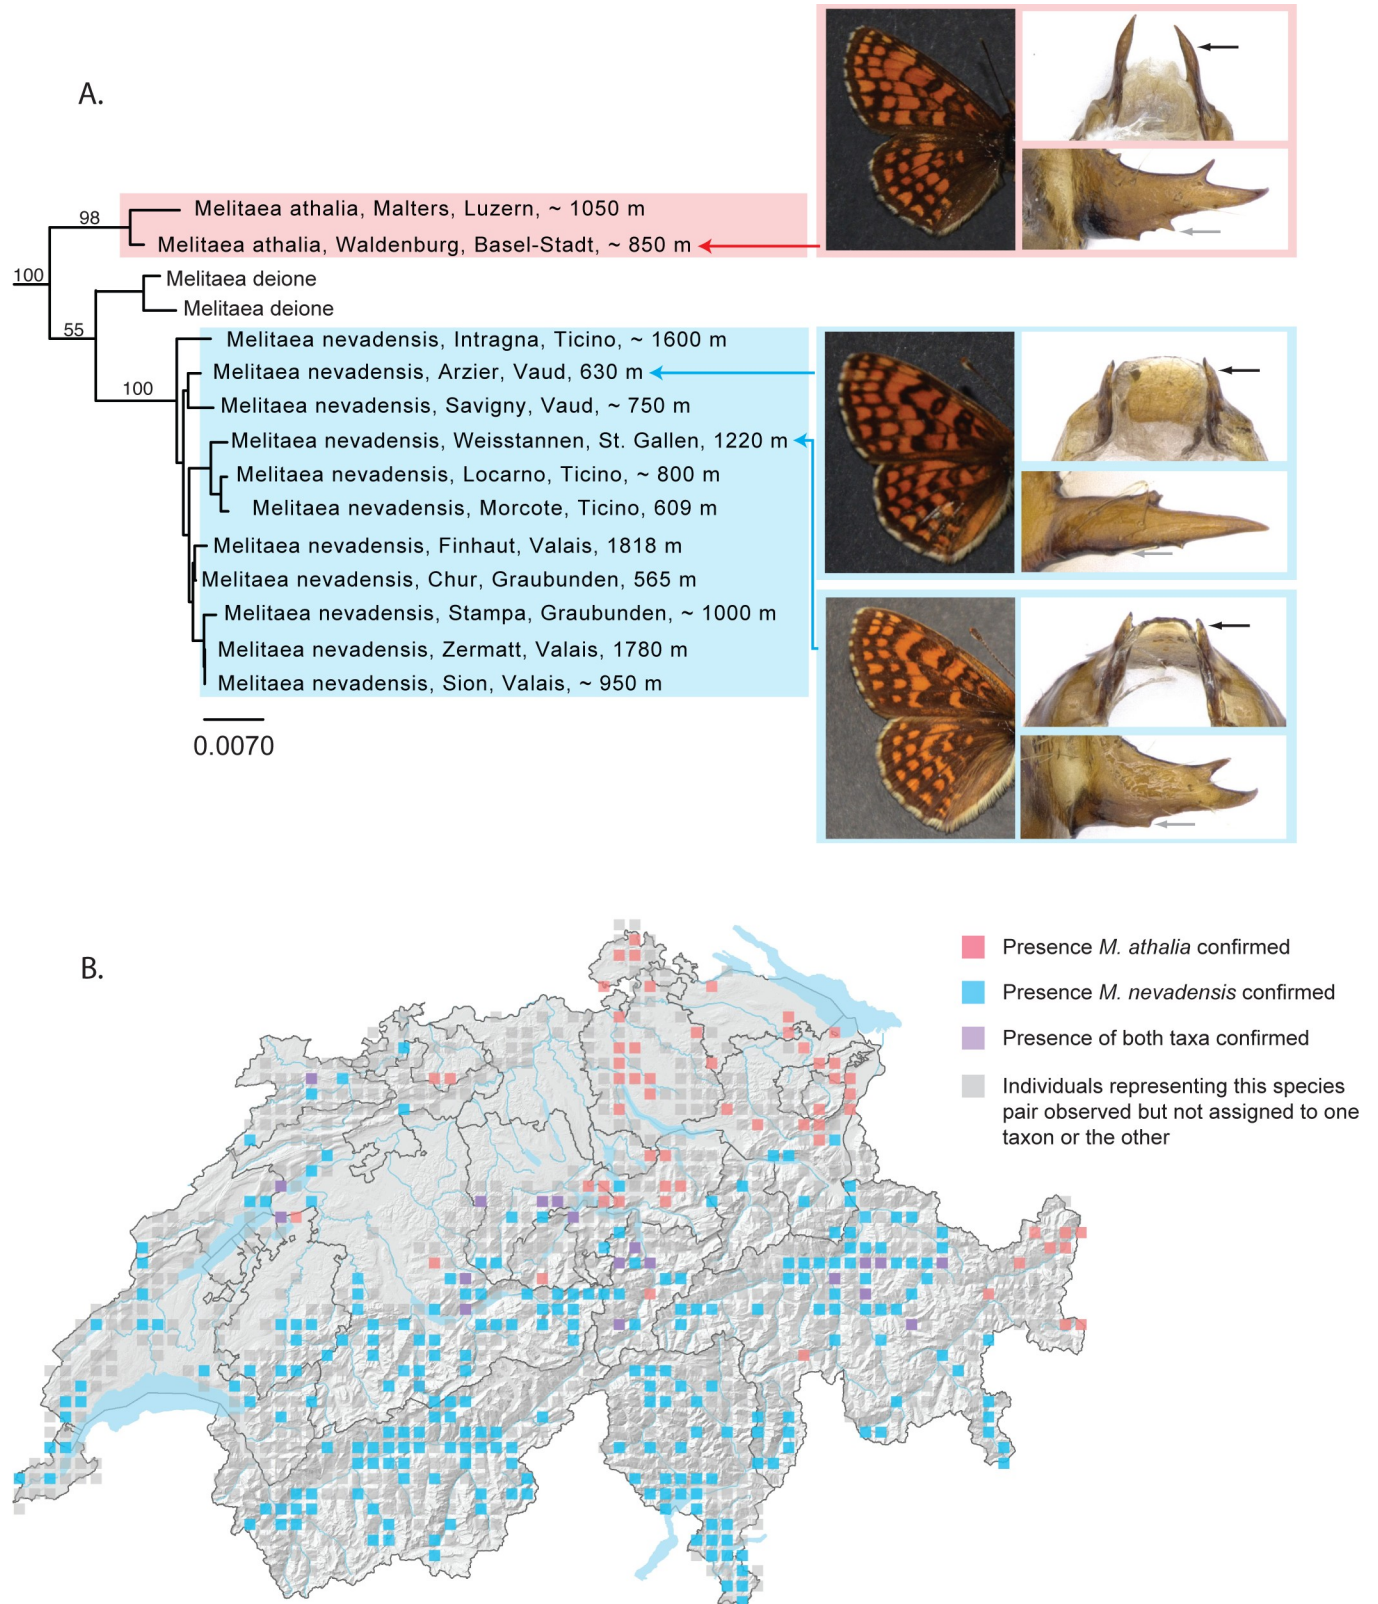 A.
98
Melitaea athalia, Malters, Luzern, ~ 1050 m
Melitaea athalia, Waldenburg, Basel-Stadt, ~ 850 m
100
Melitaea deione
Melitaea deione
55
Melitaea nevadensis, Intragna, Ticino, ~ 1600 m
Melitaea nevadensis, Arzier, Vaud, 630 m
100
Melitaea nevadensis, Savigny, Vaud, ~ 750 m
Melitaea nevadensis, Weisstannen, St. Gallen, 1220 m
Melitaea nevadensis, Locarno, Ticino, ~ 800 m
Melitaea nevadensis, Morcote, Ticino, 609 m
Melitaea nevadensis, Finhaut, Valais, 1818 m
Melitaea nevadensis, Chur, Graubunden, 565 m
Melitaea nevadensis, Stampa, Graubunden, ~ 1000 m
Melitaea nevadensis, Zermatt, Valais, 1780 m
Melitaea nevadensis, Sion, Valais, ~ 950 m
0.0070
B.
Presence M. athalia confirmed
Presence M. nevadensis confirmed
Presence of both taxa confirmed
Individuals representing this species
pair observed but not assigned to one
taxon or the other